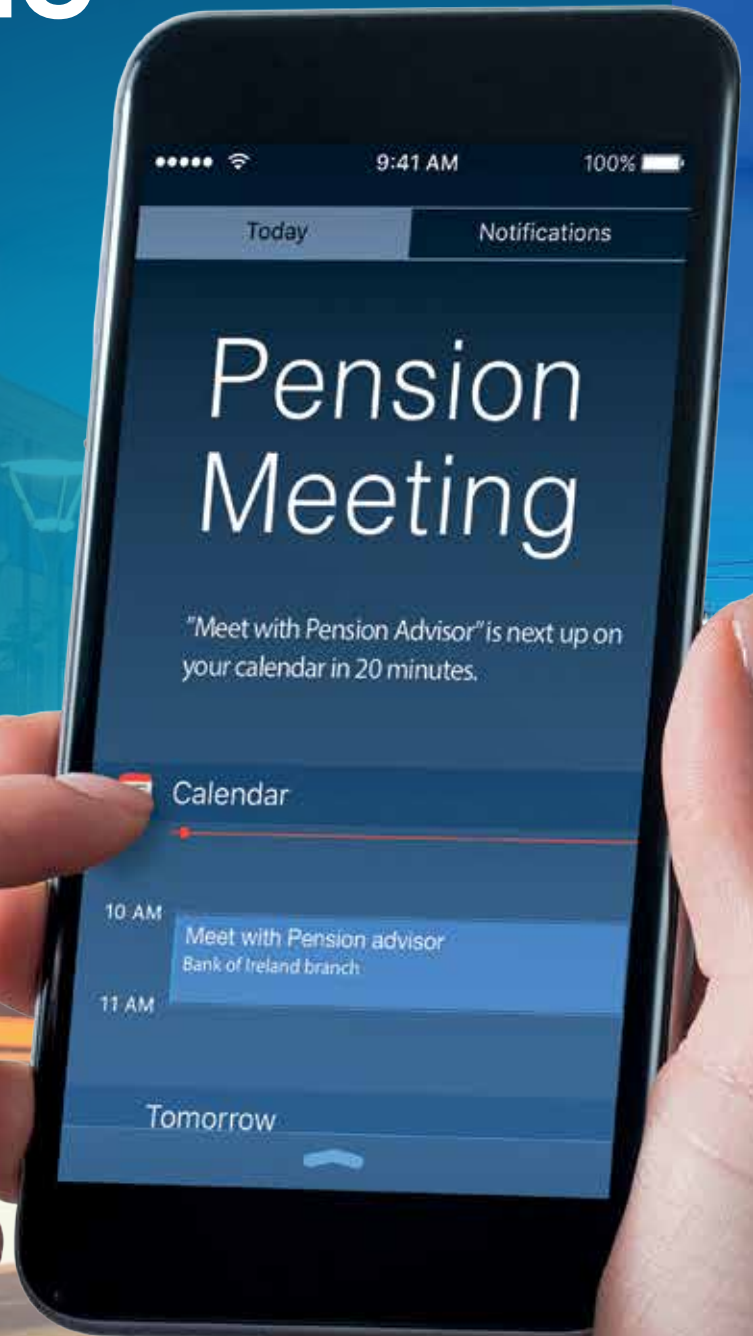 9:41 AM 100%
Today Notifications
Pension
Meeting
"Meet with Pension Advisor" is next up on
your calendar in 20 minutes.
Calendar
10 AM
Meet with Pension advisor
Bank of Ireland branch
11 AM
Tomorrow